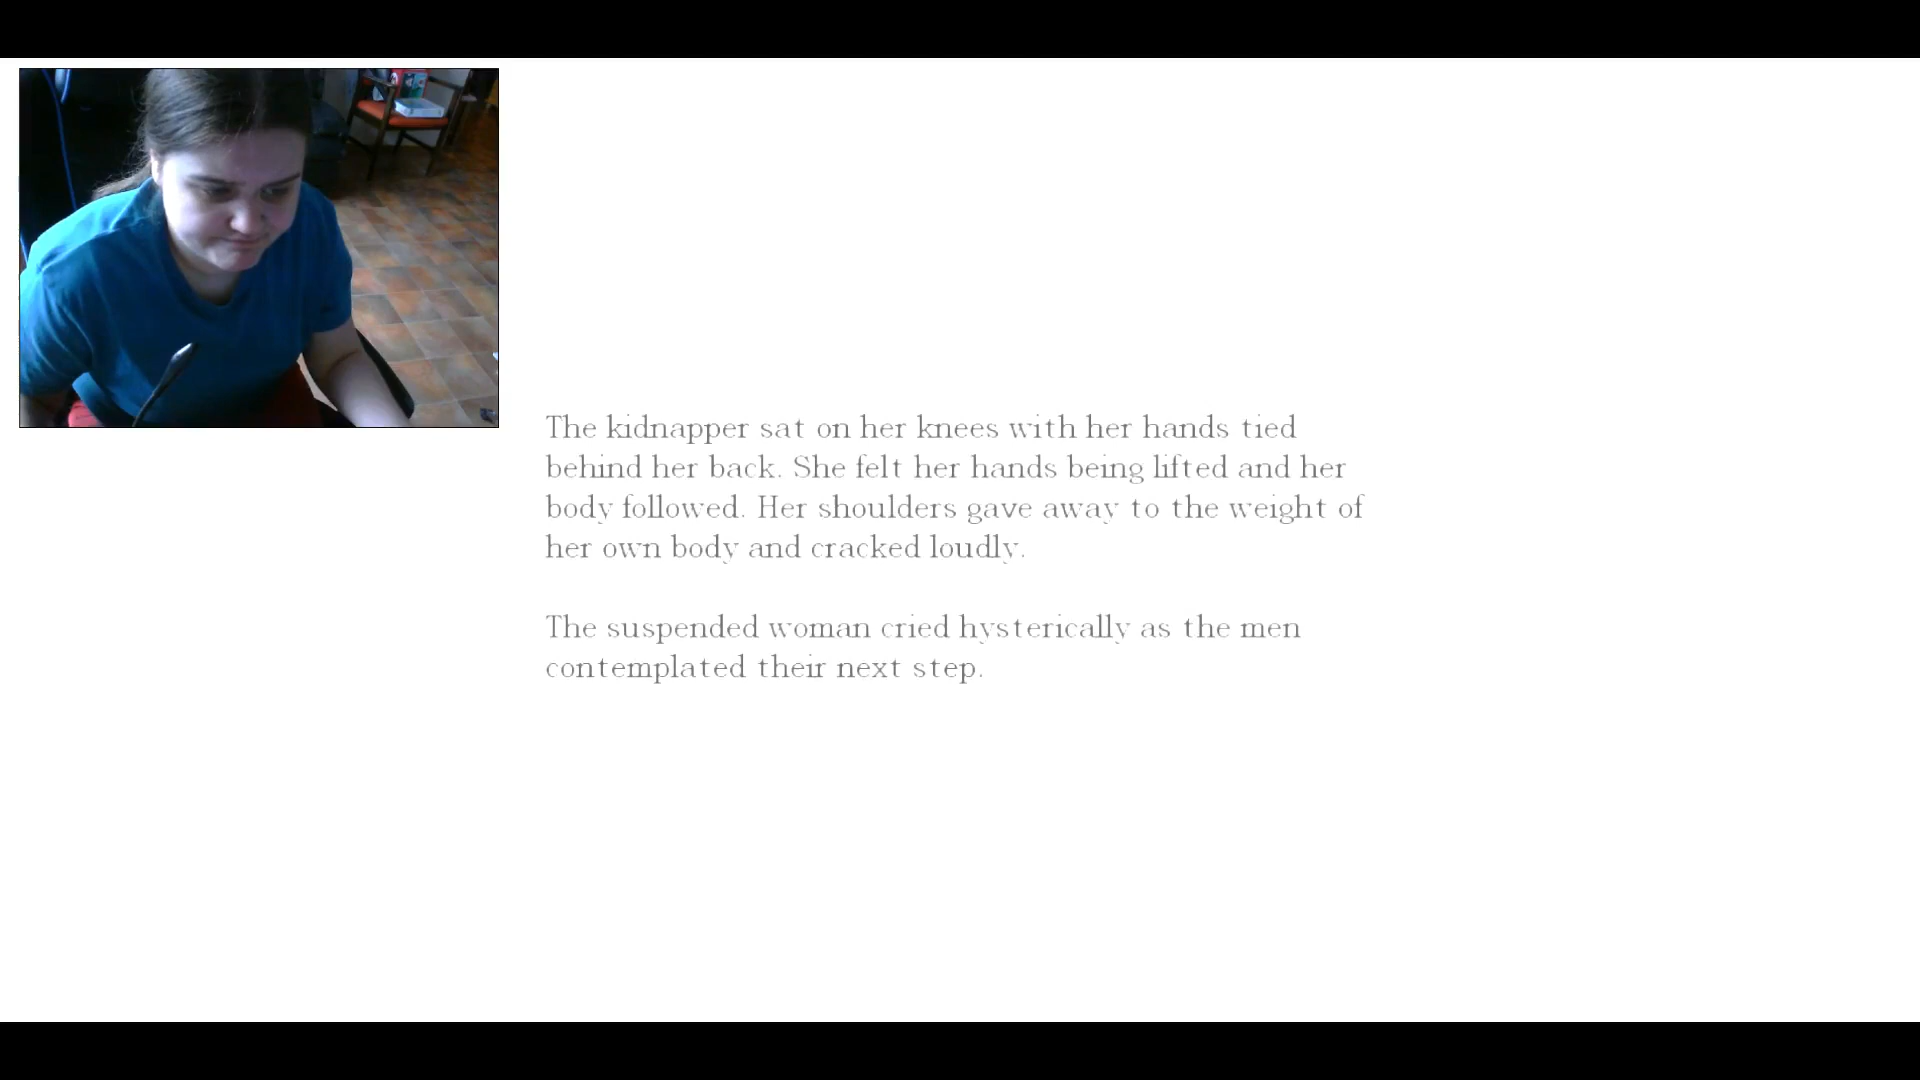 The kidnapper sat on her knees with her hands tied
behind her back. She felt her hands being lifted and her
body followed. Her shoulders gave away to the weight of
her own body and cracked loudly.
The suspended woman cried hysterically as the men
contemplated their next step.